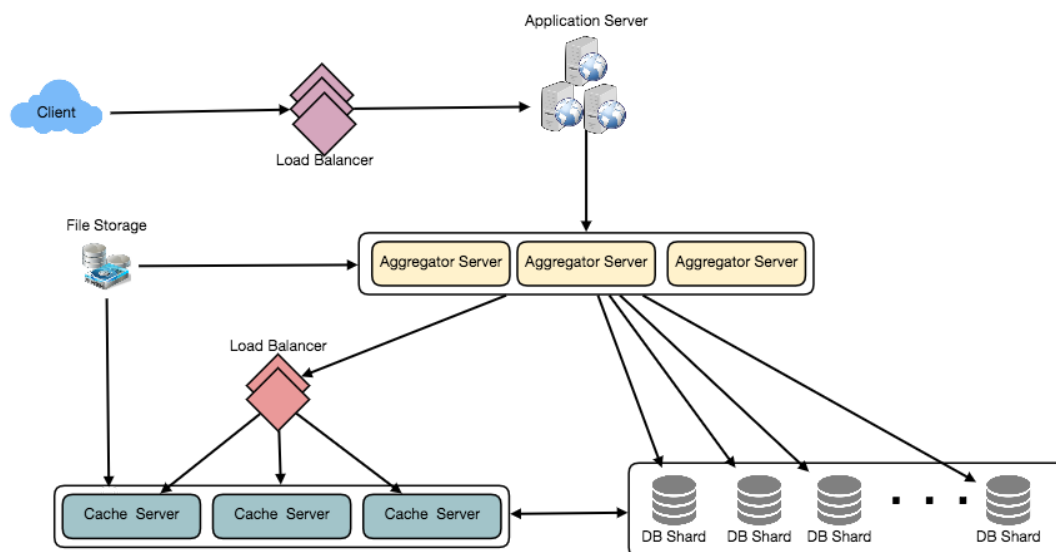 Application Server
Client
Load Balancer
File Storage
Aggregator Server
Aggregator Server
Aggregator Server
Load Balancer
Cache Server
Cache Server
Cache Server
DB Shard
DB Shard
DB Shard
DB Shard